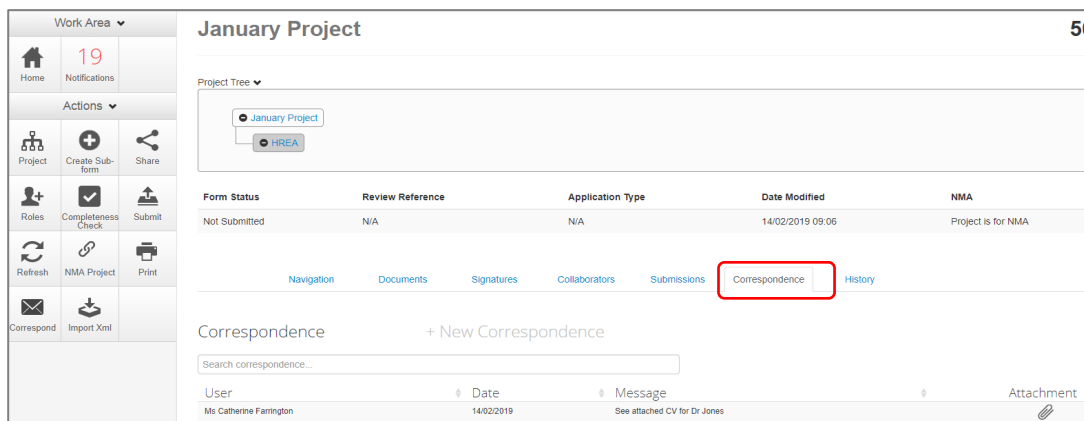 Work Area
January Project
50
19
Home
Notifications
Project Tree
Actions
January Project
HREA
Project
Create Sub-form
Share
Form Status
Review Reference
Application Type
Date Modified
NMA
Not Submitted
N/A
N/A
14/02/2019 09:06
Project is for NMA
Roles
Completeness Check
Submit
Refresh
NMA Project
Print
Navigation
Documents
Signatures
Collaborators
Submissions
Correspondence
History
Correspond
Import Xml
Correspondence
+ New Correspondence
Search correspondence...
User
Date
Message
Attachment
Ms Catherine Farrington
14/02/2019
See attached CV for Dr Jones